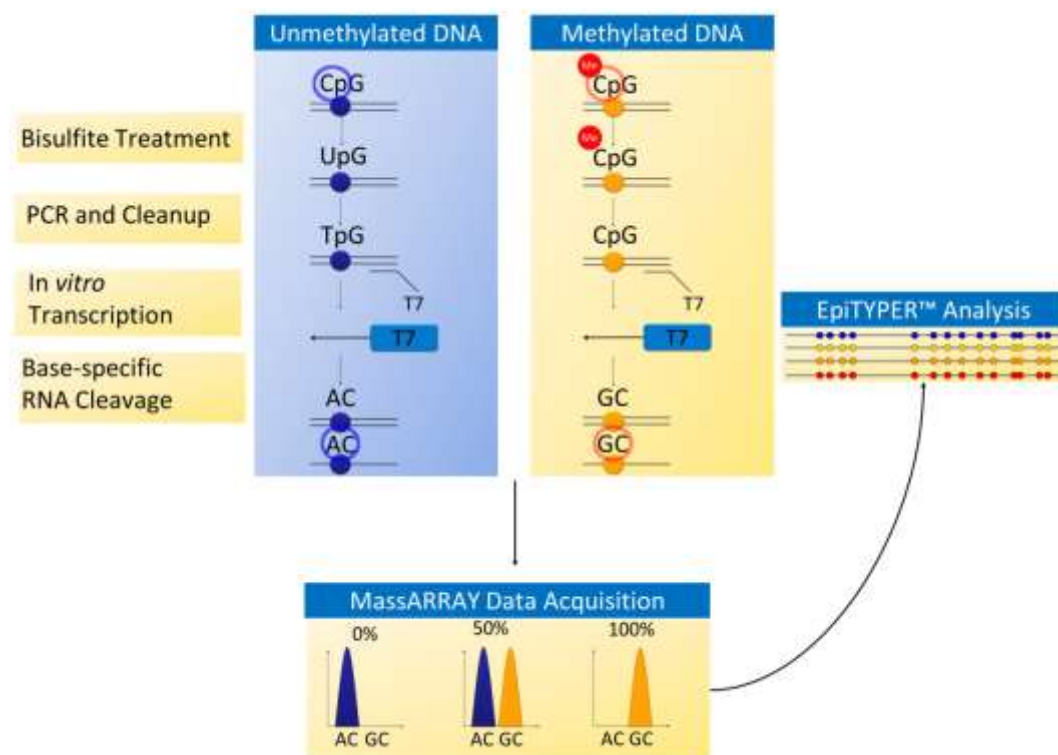 Unmethylated DNA
Methylated DNA
Bisulfite Treatment
PCR and Cleanup
In vitro
Transcription
Base-specific
RNA Cleavage
CpG
UpG
TpG
T7
T7
AC
AC
Me
CpG
Me
CpG
CpG
T7
T7
GC
GC
EpiTYPER™ Analysis
MassARRAY Data Acquisition
0%
50%
100%
AC GC
AC GC
AC GC